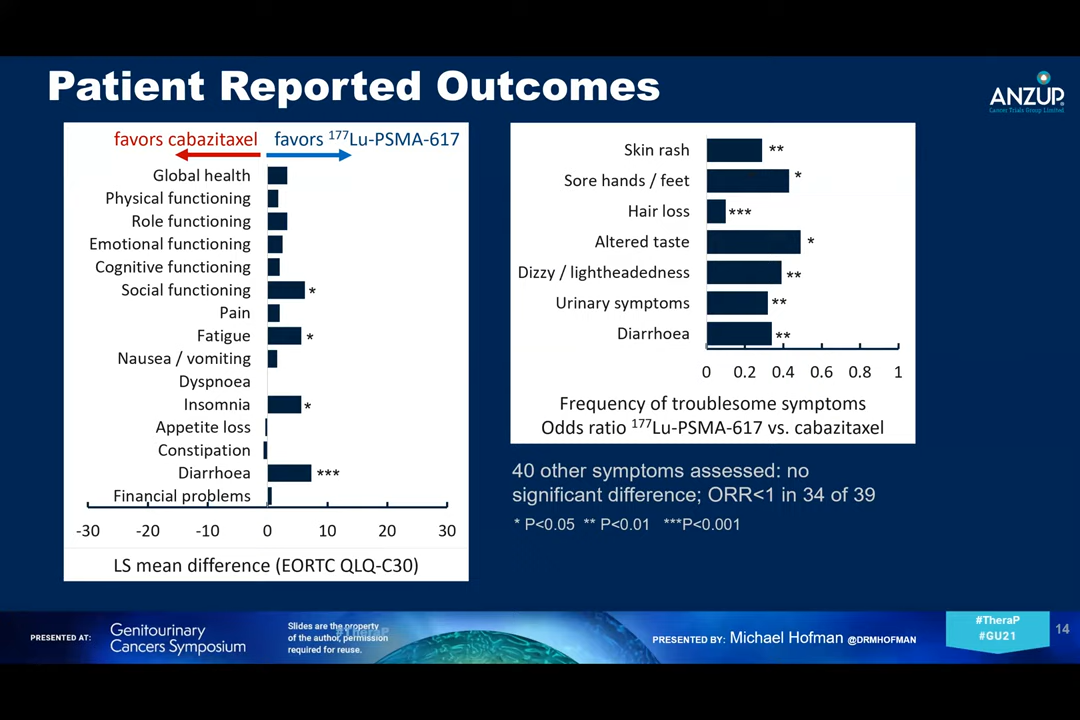 Patient Reported Outcomes
ANZUP
Cancer Trials Group Limited
favors cabazitaxel
favors ¹⁷⁷Lu-PSMA-617
Global health
Physical functioning
Role functioning
Emotional functioning
Cognitive functioning
Social functioning *
Pain
Fatigue *
Nausea / vomiting
Dyspnoea
Insomnia *
Appetite loss
Constipation
Diarrhoea ***
Financial problems
-30 -20 -10 0 10 20 30
LS mean difference (EORTC QLQ-C30)
Skin rash **
Sore hands / feet *
Hair loss ***
Altered taste *
Dizzy / lightheadedness **
Urinary symptoms **
Diarrhoea **
0 0.2 0.4 0.6 0.8 1
Frequency of troublesome symptoms
Odds ratio ¹⁷⁷Lu-PSMA-617 vs. cabazitaxel
40 other symptoms assessed: no
significant difference; ORR<1 in 34 of 39
* P<0.05 ** P<0.01 ***P<0.001
PRESENTED AT:
Genitourinary
Cancers Symposium
Slides are the property
of the author, permission
required for reuse.
#TheraP
PRESENTED BY: Michael Hofman @DRMHOFMAN
#TheraP
#GU21
14